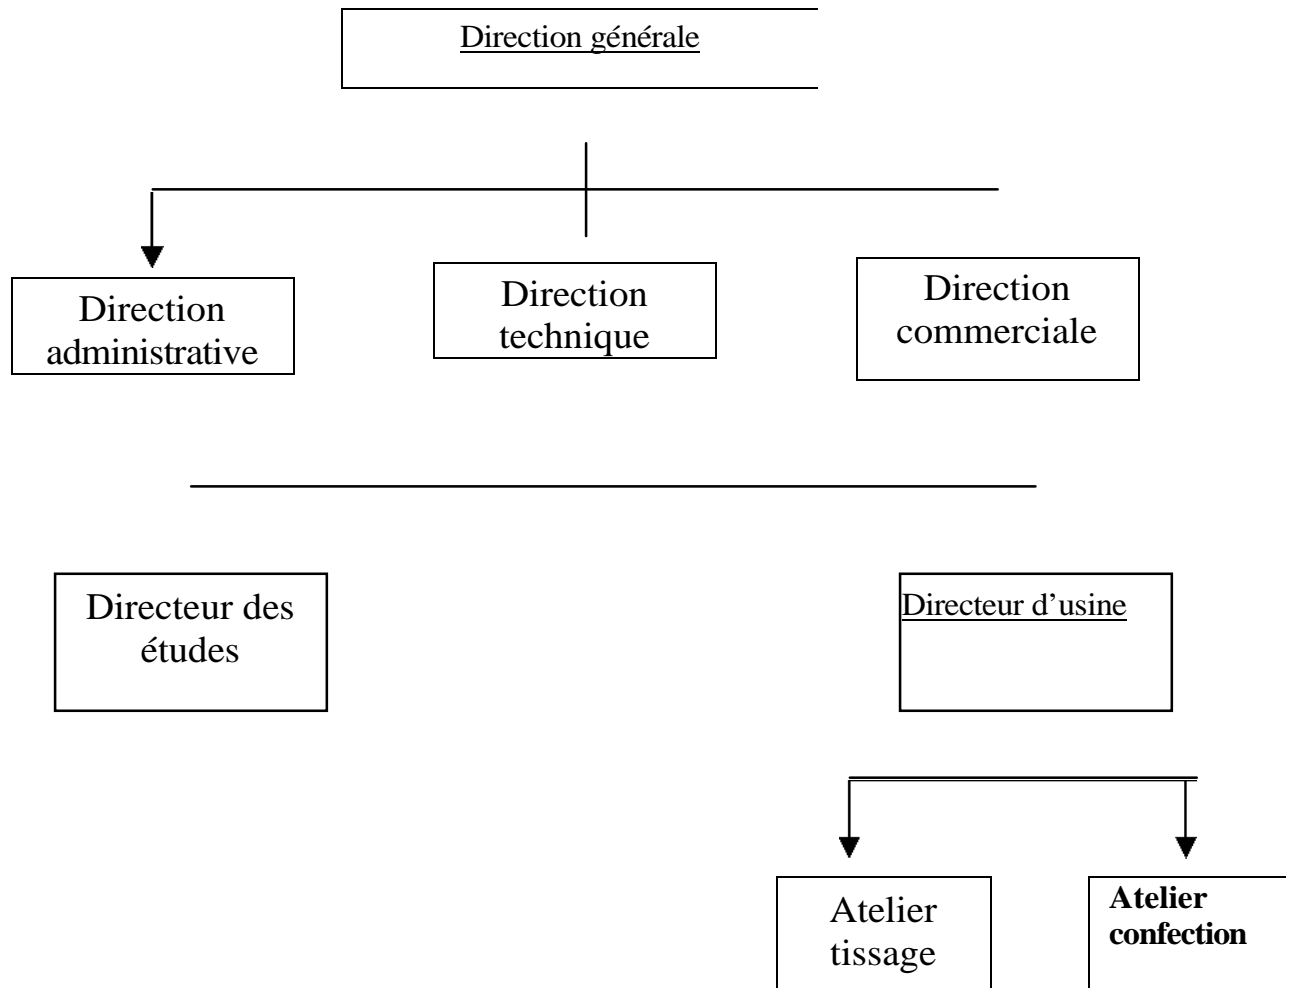 Direction générale
Direction
administrative
Direction
technique
Direction
commerciale
Directeur des
études
Directeur d’usine
Atelier
tissage
Atelier
confection